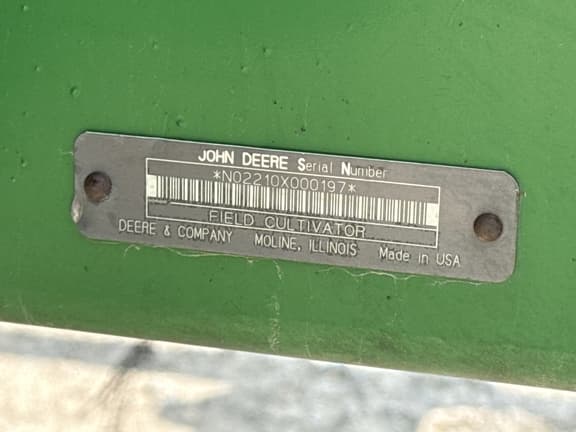 JOHN DEERE Serial Number
*N02210X000197*
FIELD CULTIVATOR
DEERE & COMPANY MOLINE, ILLINOIS Made in USA